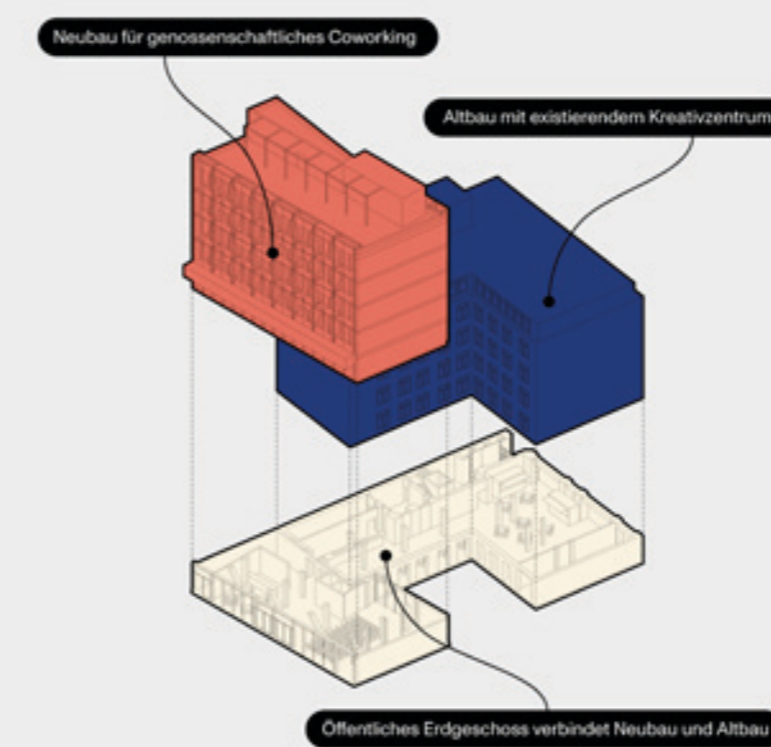 Neubau für genossenschaftliches Coworking
Altbau mit existierendem Kreativzentrum
Öffentliches Erdgeschoss verbindet Neubau und Altbau